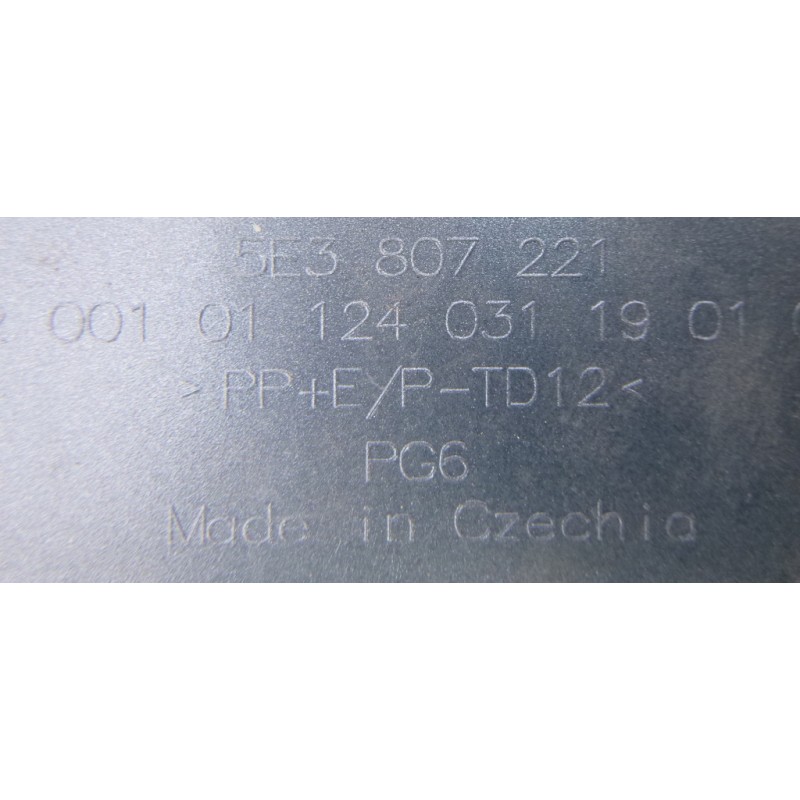 5E3 807 221
001 01 124 031 19 01
>PP+E/P-TD12<
PG6
Made in Czechia